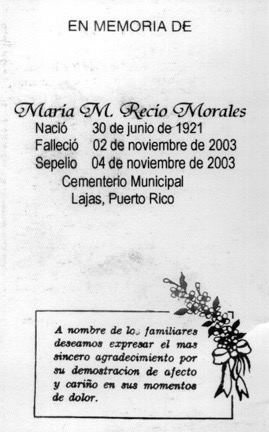 EN MEMORIA DE
Maria M. Recio Morales
Nació 30 de junio de 1921
Falleció 02 de noviembre de 2003
Sepelio 04 de noviembre de 2003
Cementerio Municipal
Lajas, Puerto Rico
A nombre de los familiares
deseamos expresar el mas
sincero agradecimiento por
su demostracion de afecto
y cariño en sus momentos
de dolor.